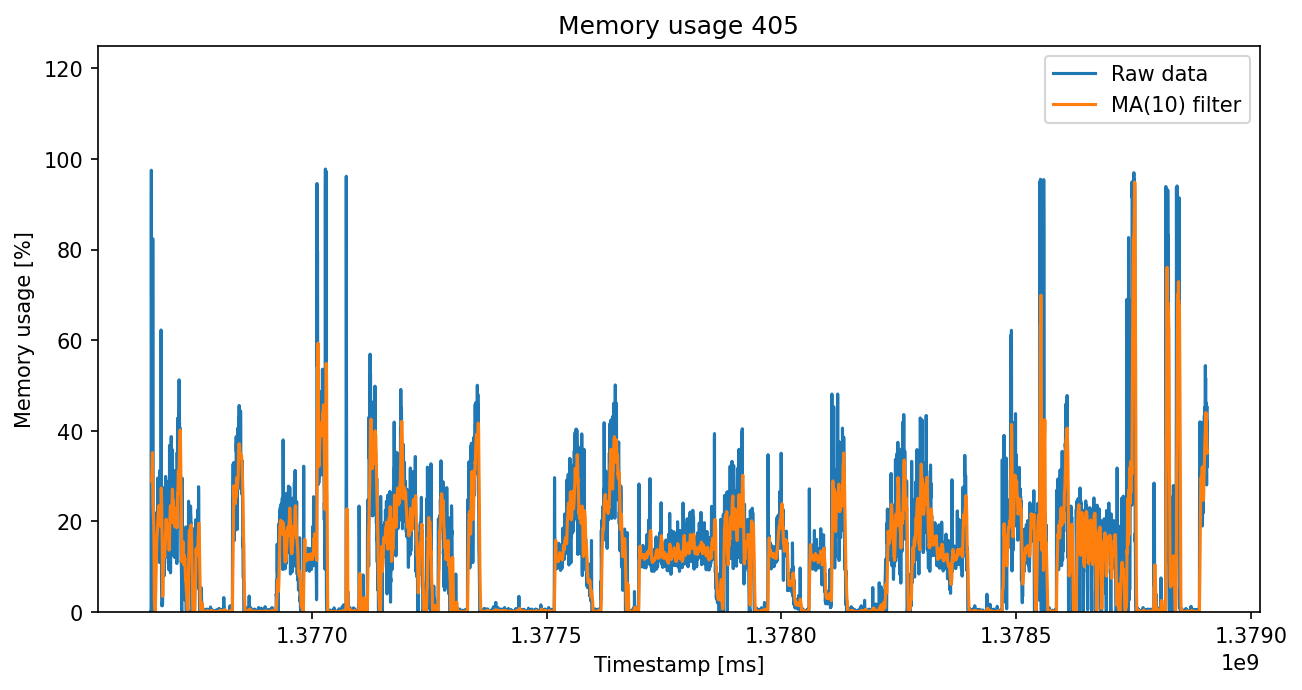 Memory usage 405
Raw data
MA(10) filter
Memory usage [%]
120
100
80
60
40
20
0
1.3770 1.3775 1.3780 1.3785 1.3790
1e9
Timestamp [ms]